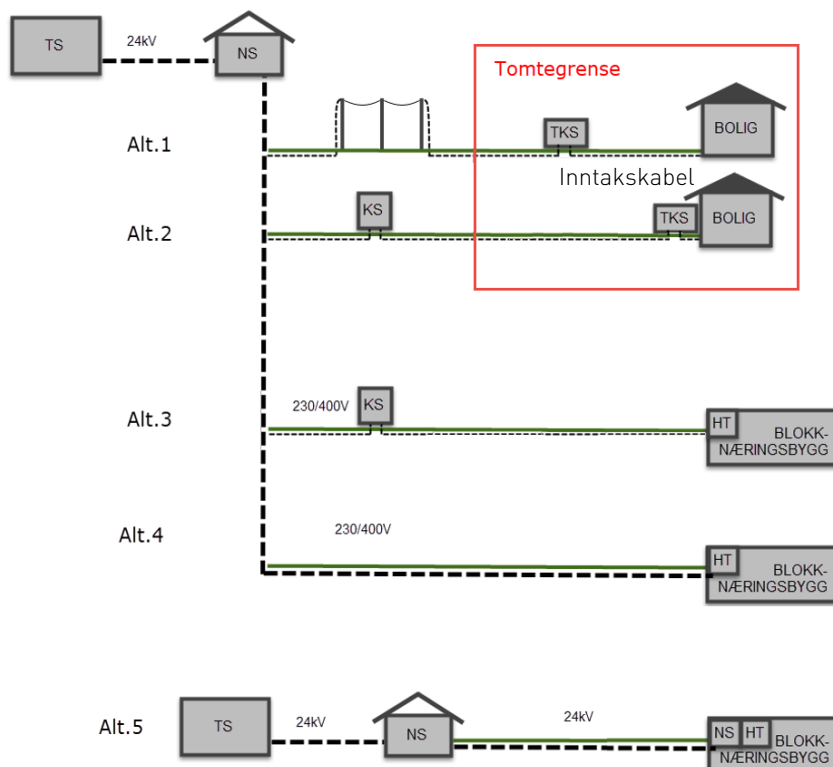 TS
24kV
NS
Tomtegrense
Alt.1
TKS
BOLIG
Inntakskabel
Alt.2
KS
TKS
BOLIG
Alt.3
230/400V
KS
HT
BLOKK-
NÆRINGSBYGG
Alt.4
230/400V
HT
BLOKK-
NÆRINGSBYGG
Alt.5
TS
24kV
NS
24kV
NS
HT
BLOKK-
NÆRINGSBYGG